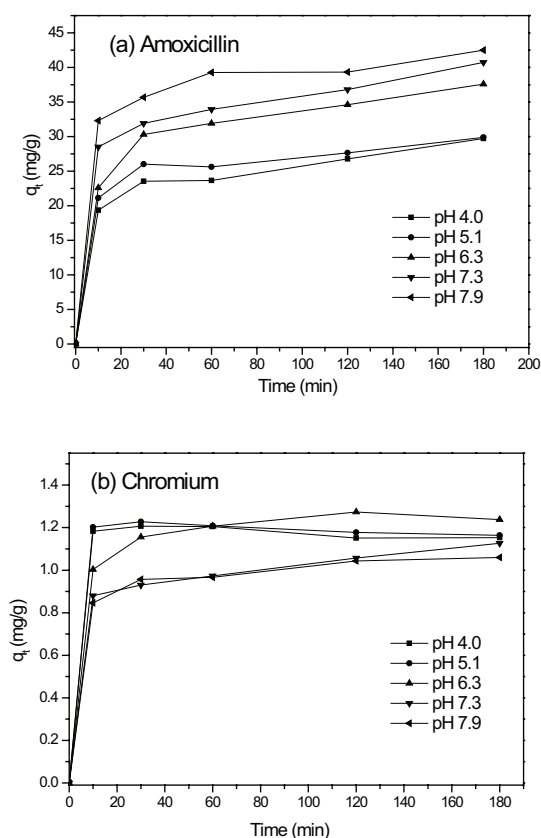 (a) Amoxicillin
45
40
35
30
25
20
15
10
5
0
qt (mg/g)
pH 4.0
pH 5.1
pH 6.3
pH 7.3
pH 7.9
0 20 40 60 80 100 120 140 160 180 200
Time (min)
(b) Chromium
1.4
1.2
1.0
0.8
0.6
0.4
0.2
0.0
qt (mg/g)
pH 4.0
pH 5.1
pH 6.3
pH 7.3
pH 7.9
0 20 40 60 80 100 120 140 160 180
Time (min)